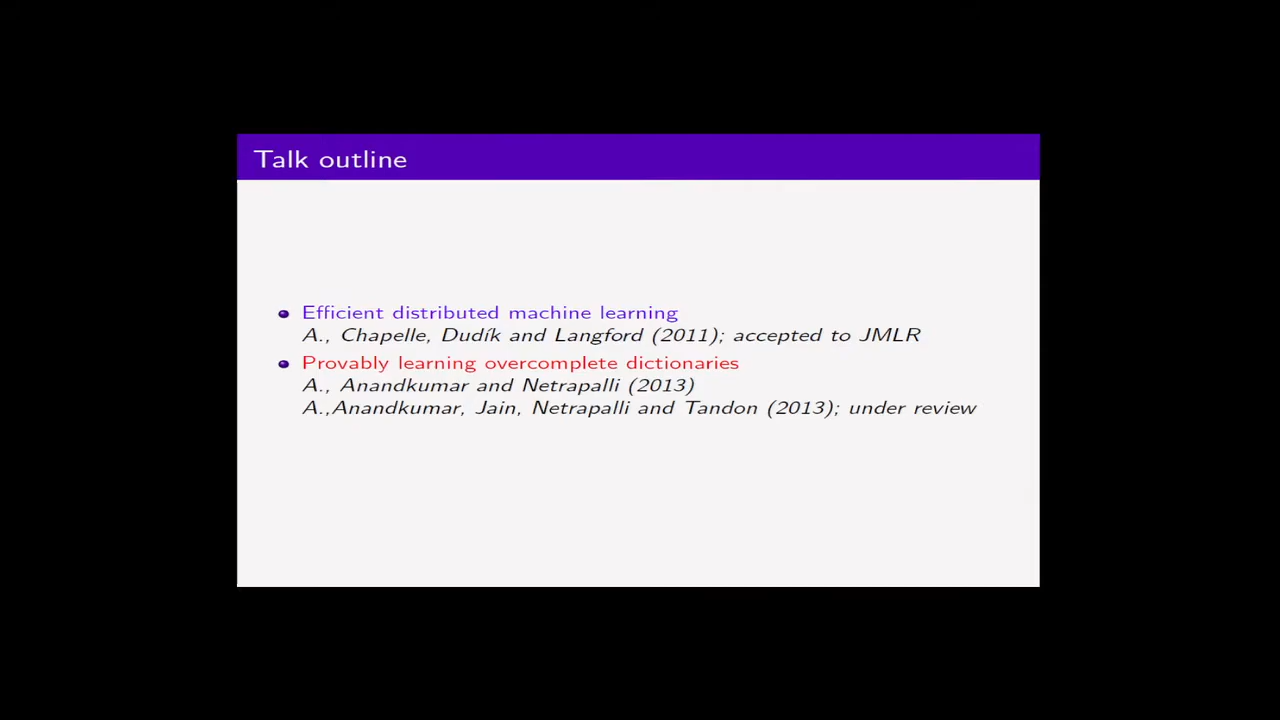 Talk outline
Efficient distributed machine learning
A., Chapelle, Dudík and Langford (2011); accepted to JMLR
Provably learning overcomplete dictionaries
A., Anandkumar and Netrapalli (2013)
A.,Anandkumar, Jain, Netrapalli and Tandon (2013); under review